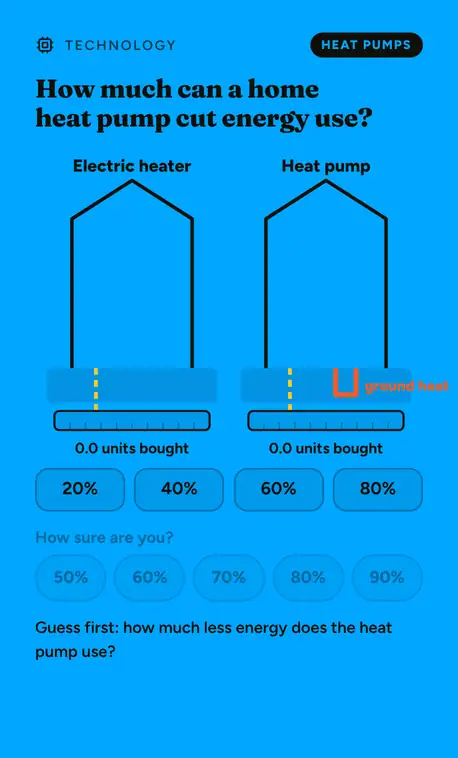 TECHNOLOGY
HEAT PUMPS
How much can a home
heat pump cut energy use?
Electric heater
Heat pump
ground heat
0.0 units bought
0.0 units bought
20%
40%
60%
80%
How sure are you?
50%
60%
70%
80%
90%
Guess first: how much less energy does the heat
pump use?